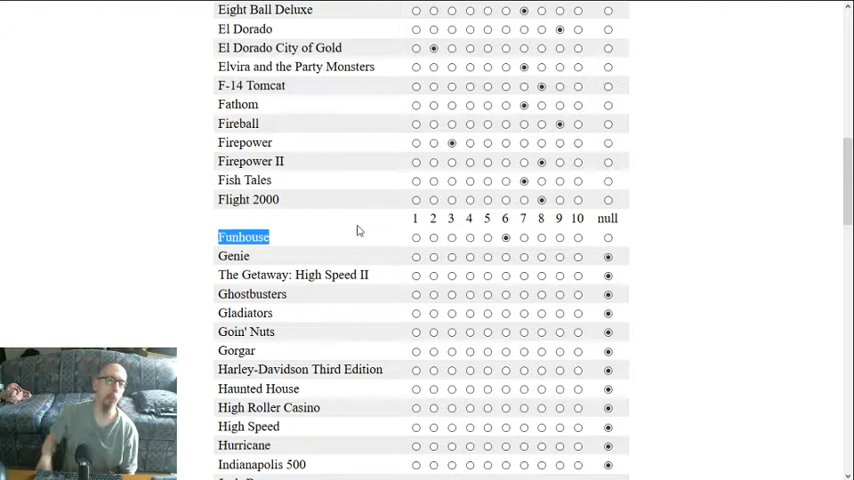 Eight Ball Deluxe
El Dorado
El Dorado City of Gold
Elvira and the Party Monsters
F-14 Tomcat
Fathom
Fireball
Firepower
Firepower II
Fish Tales
Flight 2000
1 2 3 4 5 6 7 8 9 10 null
Funhouse
Genie
The Getaway: High Speed II
Ghostbusters
Gladiators
Goin' Nuts
Gorgar
Harley-Davidson Third Edition
Haunted House
High Roller Casino
High Speed
Hurricane
Indianapolis 500